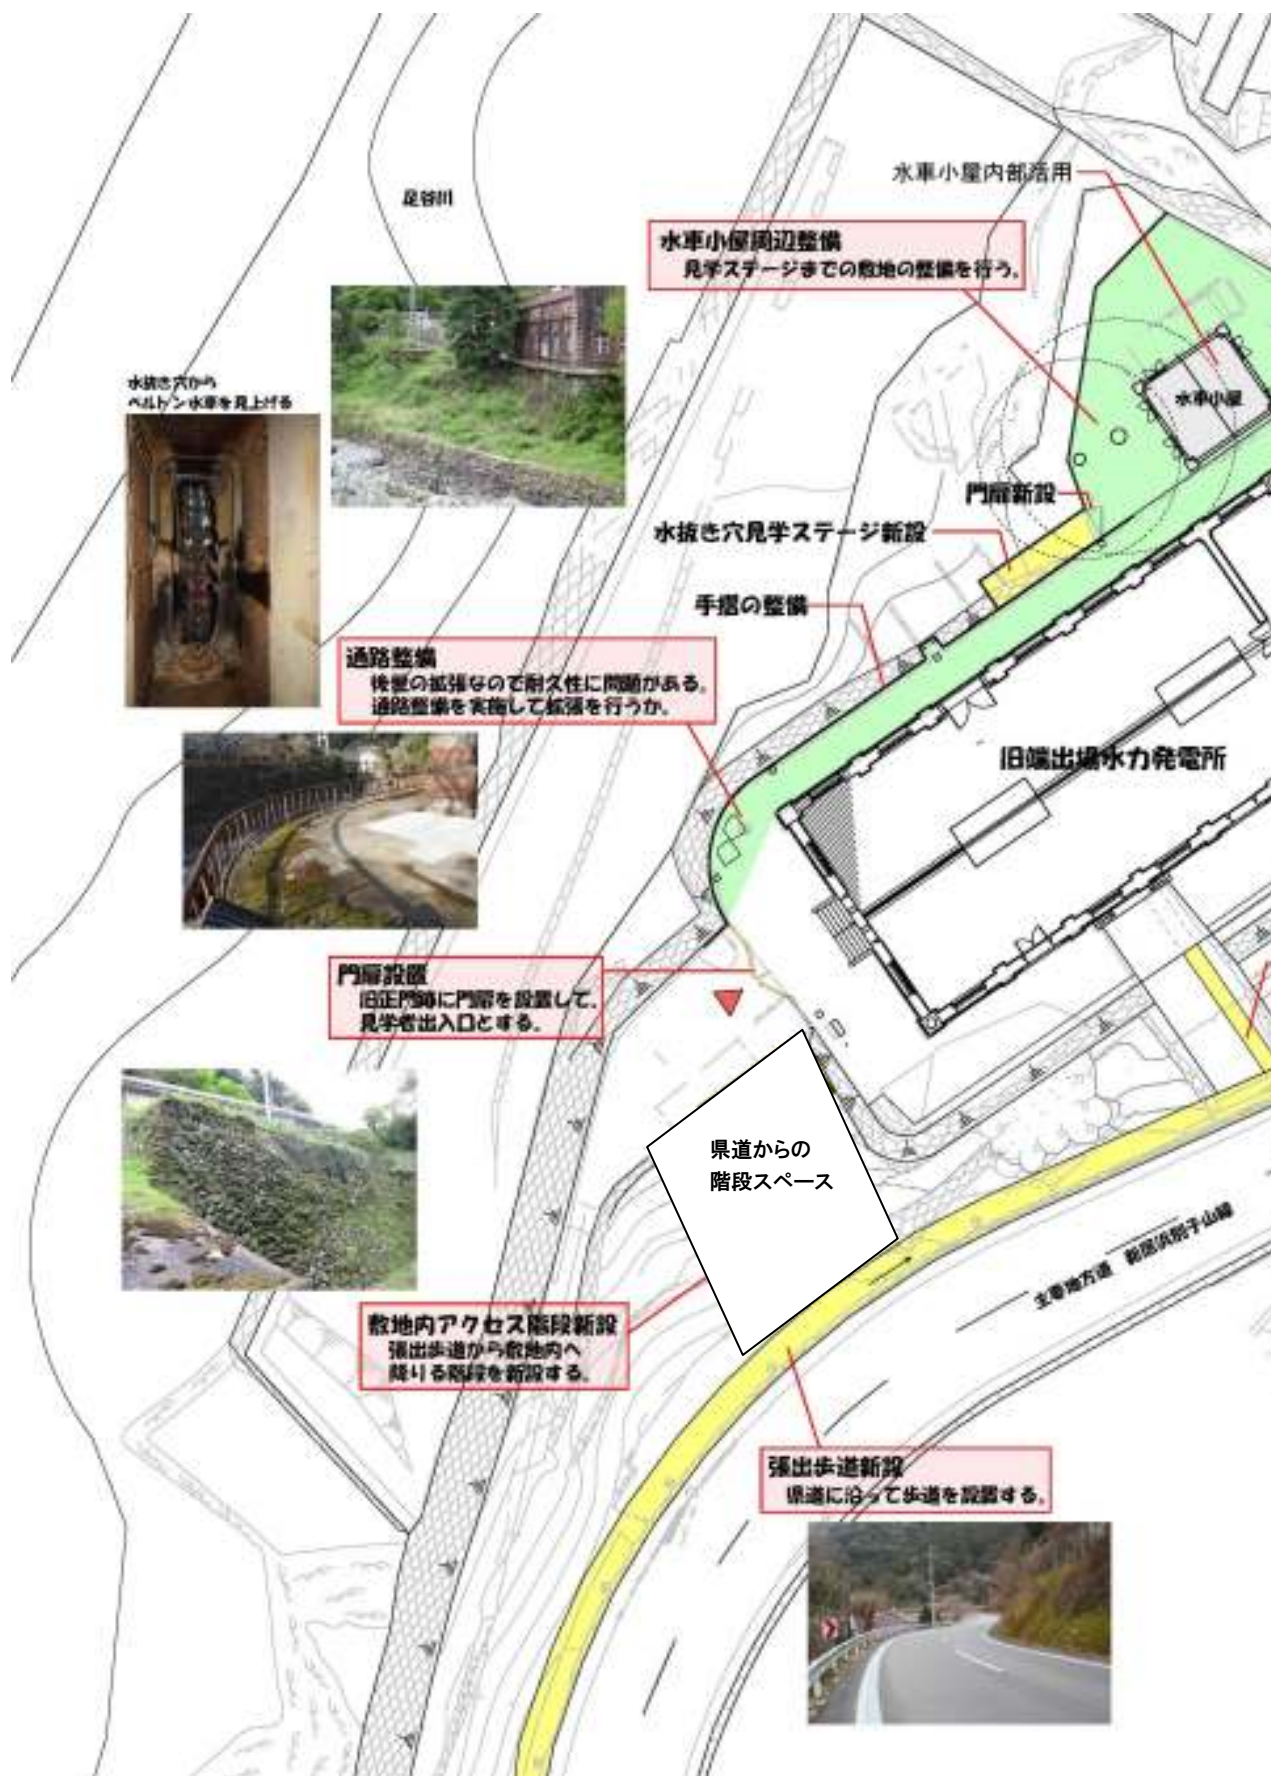 水車小屋内部活用
足谷川
水車小屋周辺整備
見学ステージまでの敷地の整備を行う。
水抜き穴から
ペルトン水車を見上げる
水車小屋
門扉新設
水抜き穴見学ステージ新設
手摺の整備
通路整備
後世の拡張なので耐久性に問題がある。
通路整備を実施して拡張を行うか。
旧端出場水力発電所
門扉設置
旧正門跡に門扉を設置して、
見学者出入口とする。
県道からの
階段スペース
主要地方道 新居浜別子山線
敷地内アクセス階段新設
張出歩道から敷地内へ
降りる階段を新設する。
張出歩道新設
県道に沿って歩道を設置する。